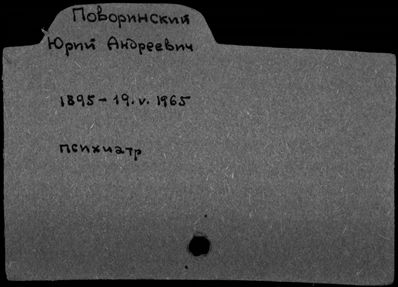 Поворинский
Юрий Андреевич
1895 – 19.V.1965
психиатр